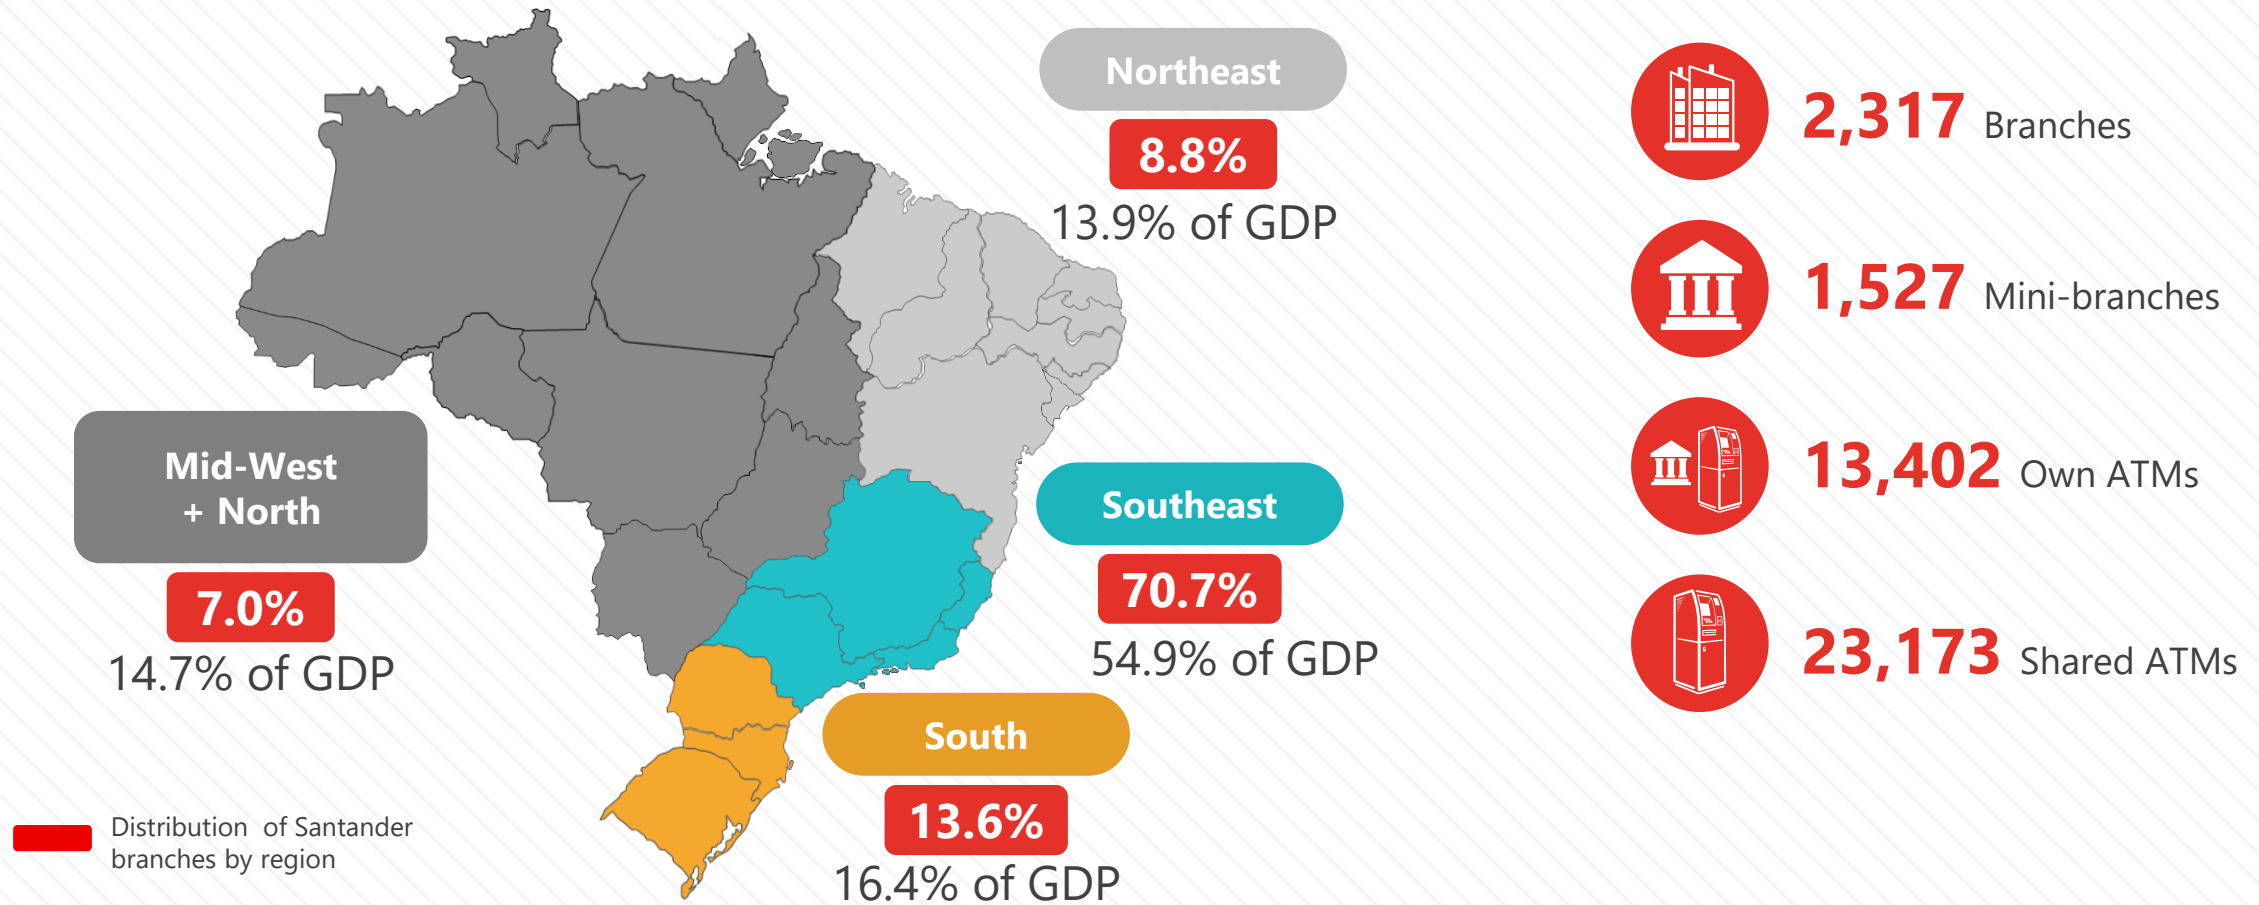 Northeast
8.8%
13.9% of GDP
Mid-West
+ North
7.0%
14.7% of GDP
Southeast
70.7%
54.9% of GDP
South
13.6%
16.4% of GDP
Distribution of Santander
branches by region
2,317 Branches
1,527 Mini-branches
13,402 Own ATMs
23,173 Shared ATMs